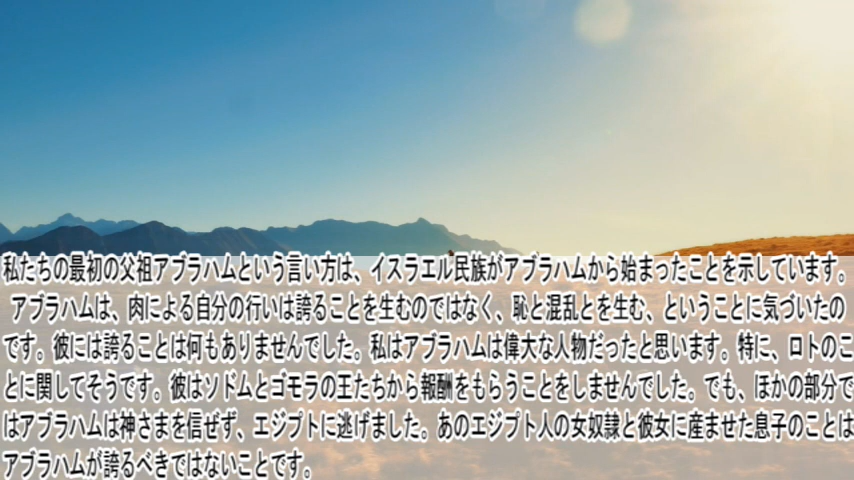 私たちの最初の父祖アブラハムという言い方は、イスラエル民族がアブラハムから始まったことを示しています。
アブラハムは、肉による自分の行いは誇ることを生むのではなく、恥と混乱とを生む、ということに気づいたの
です。彼には誇ることは何もありませんでした。私はアブラハムは偉大な人物だったと思います。特に、ロトのこ
とに関してそうです。彼はソドムとゴモラの王たちから報酬をもらうことをしませんでした。でも、ほかの部分で
はアブラハムは神さまを信ぜず、エジプトに逃げました。あのエジプト人の女奴隷と彼女に産ませた息子のことは
アブラハムが誇るべきではないことです。